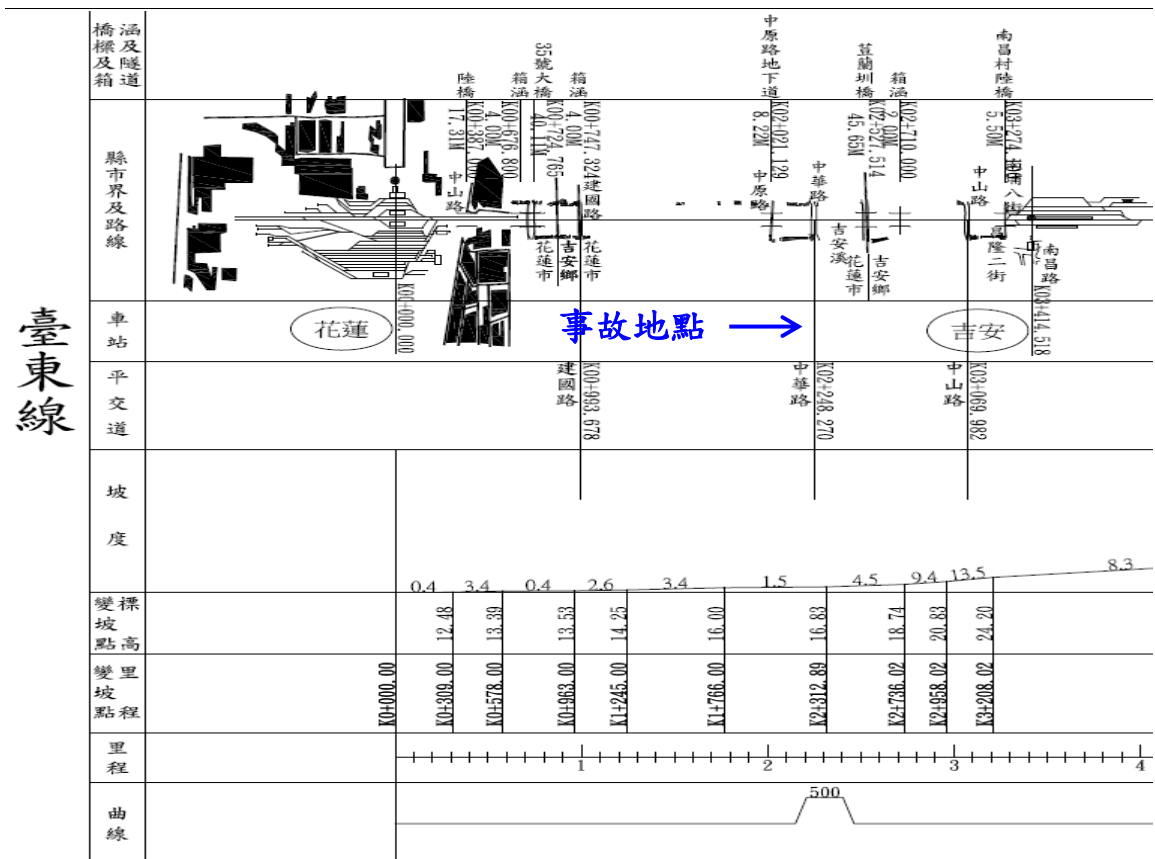 臺東線
橋樑及箱涵及隧道
陸橋
箱涵
35號大橋
箱涵
中原路地下道
荳蘭圳橋
箱涵
南昌村陸橋
縣市界及路線
K00+387.00
17.31M
K00+676.800
4.00M
K00+724.765
40.11M
K00+747.324
4.00M
K02+021.129
8.22M
K02+527.514
45.65M
K02+710.000
2.00M
K03+274
5.50M
中山路
建國路
中原路
中華路
中山路
花蓮市
吉安鄉
花蓮市
吉安溪
花蓮市
吉安鄉
昌隆二街
南昌路
K00+000.000
K03+414.518
車站
花蓮
事故地點
吉安
平交道
建國路
K00+993.678
中華路
K02+248.270
中山路
K03+069.982
坡度
0.4 3.4 0.4 2.6 3.4 1.5 4.5 9.4 13.5 8.3
變坡點標高
12.48 13.39 13.53 14.25 16.00 16.83 18.74 20.83 24.20
變坡點里程
K0+000.00 K0+309.00 K0+578.00 K0+963.00 K1+245.00 K1+766.00 K2+312.89 K2+736.02 K2+958.02 K3+208.02
里程
1 2 3 4
曲線
500